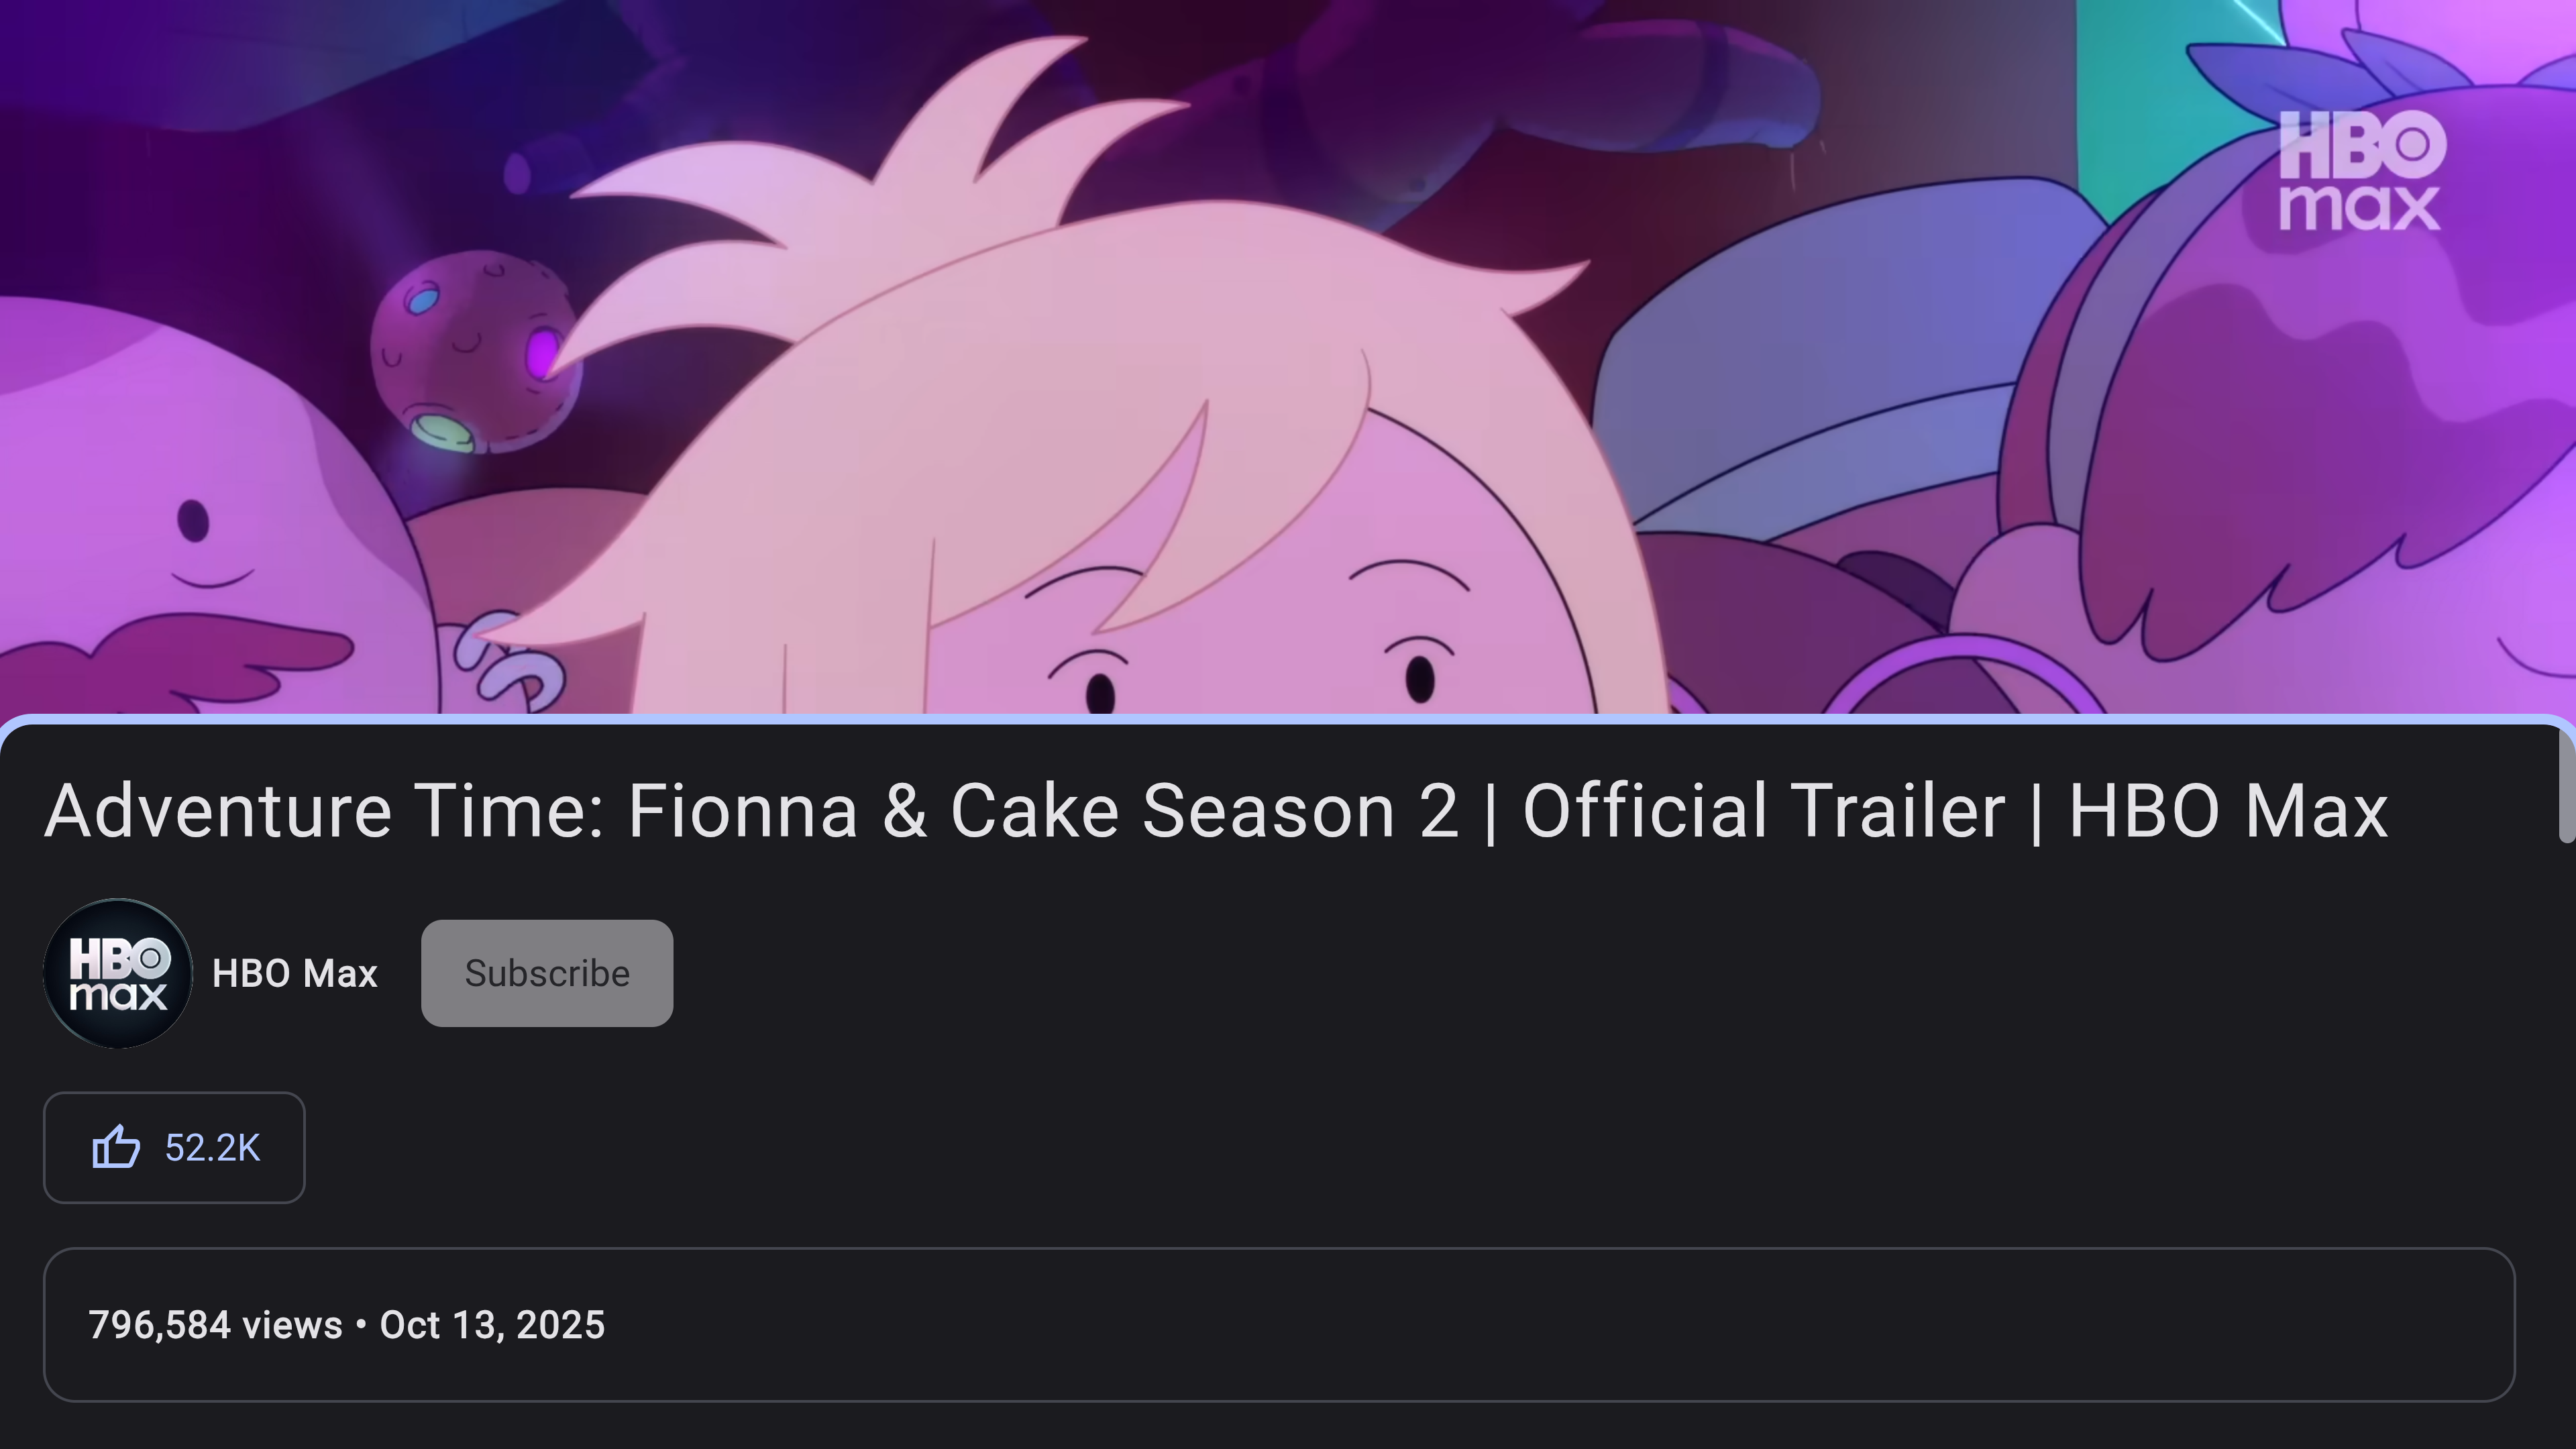 HBO
max
Adventure Time: Fionna & Cake Season 2 | Official Trailer | HBO Max
HBO
max
HBO Max
Subscribe
52.2K
796,584 views • Oct 13, 2025